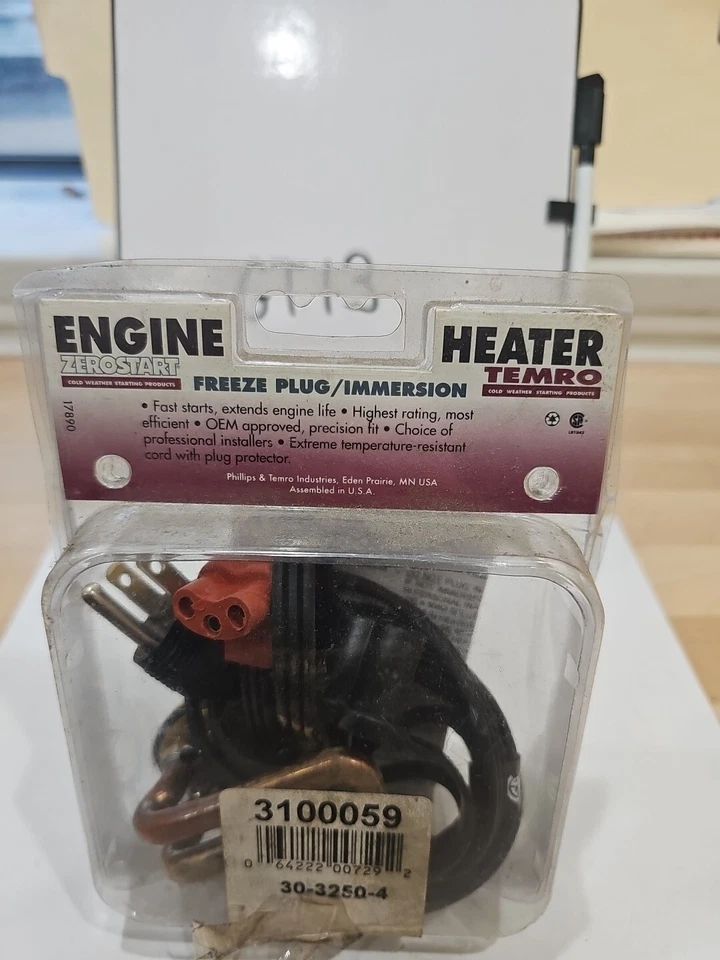 ENGINE
ZEROSTART
COLD WEATHER STARTING PRODUCTS
HEATER
TEMRO
COLD WEATHER STARTING PRODUCTS
FREEZE PLUG/IMMERSION
17890
• Fast starts, extends engine life • Highest rating, most
efficient • OEM approved, precision fit • Choice of
professional installers • Extreme temperature-resistant
cord with plug protector.
Phillips & Temro Industries, Eden Prairie, MN USA
Assembled in U.S.A.
3100059
0 64222 00729 2
30-3250-4